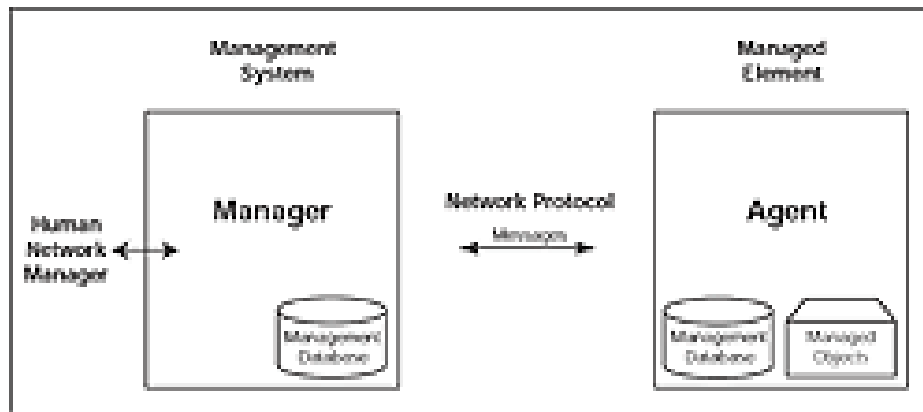 Management
System
Managed
Element
Human
Network
Manager
Manager
Management
Database
Network Protocol
Messages
Agent
Management
Database
Managed
Objects